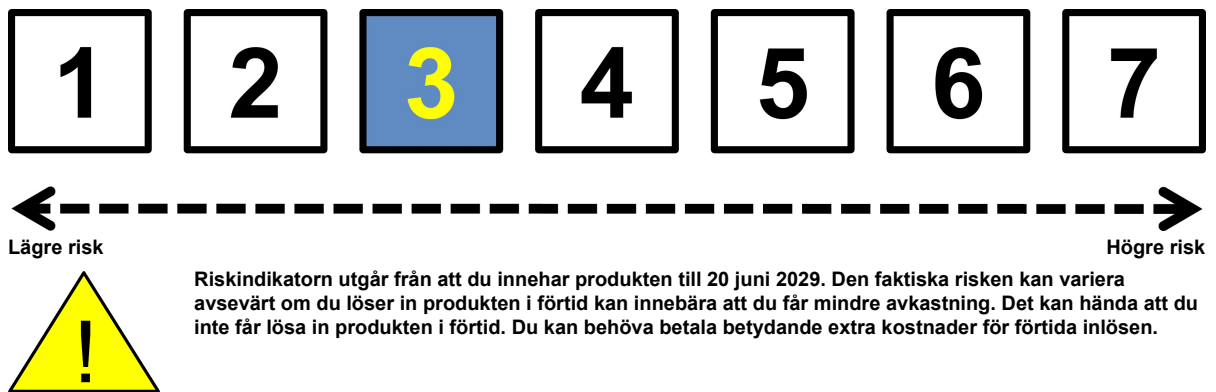 1 2 3 4 5 6 7
Lägre risk Högre risk
Riskindikatorn utgår från att du innehar produkten till 20 juni 2029. Den faktiska risken kan variera
avsevärt om du löser in produkten i förtid kan innebära att du får mindre avkastning. Det kan hända att du
inte får lösa in produkten i förtid. Du kan behöva betala betydande extra kostnader för förtida inlösen.
!